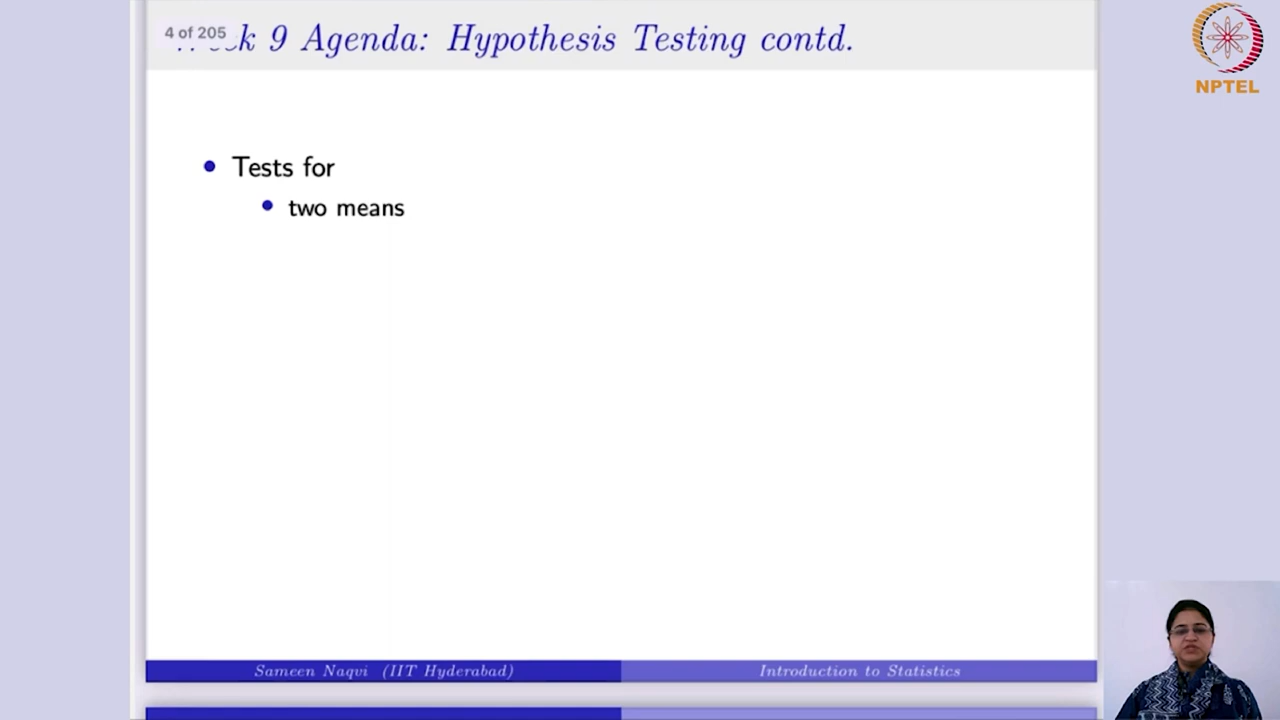 4 of 205
k 9 Agenda: Hypothesis Testing contd.
NPTEL
Tests for
two means
Sameen Naqvi (IIT Hyderabad)
Introduction to Statistics